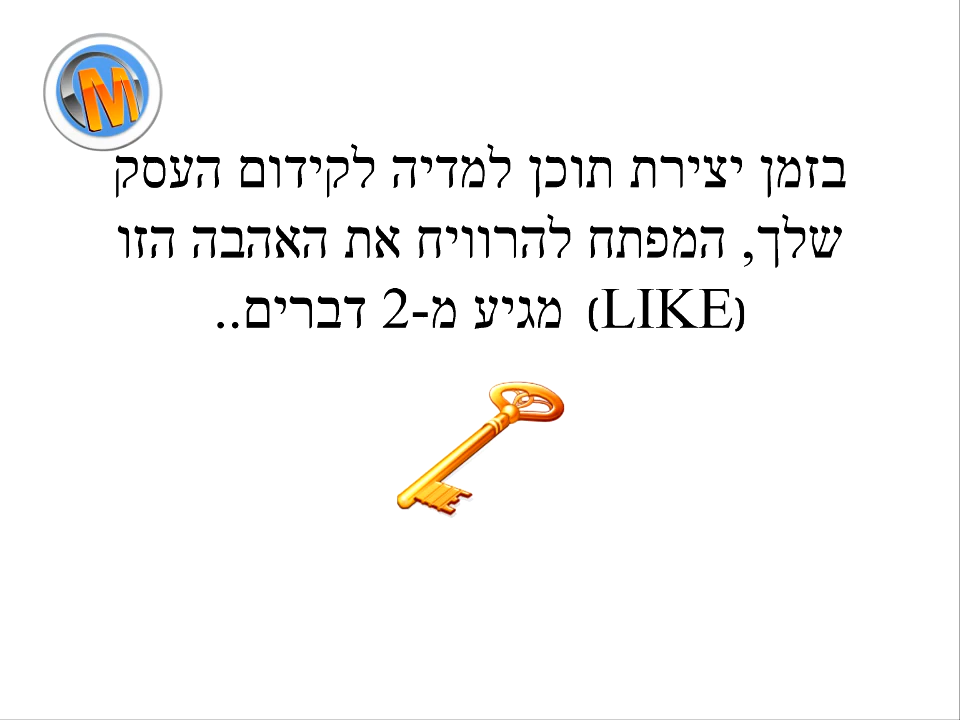 M
בזמן יצירת תוכן למדיה לקידום העסק
שלך, המפתח להרוויח את האהבה הזו
(LIKE) מגיע מ-2 דברים..